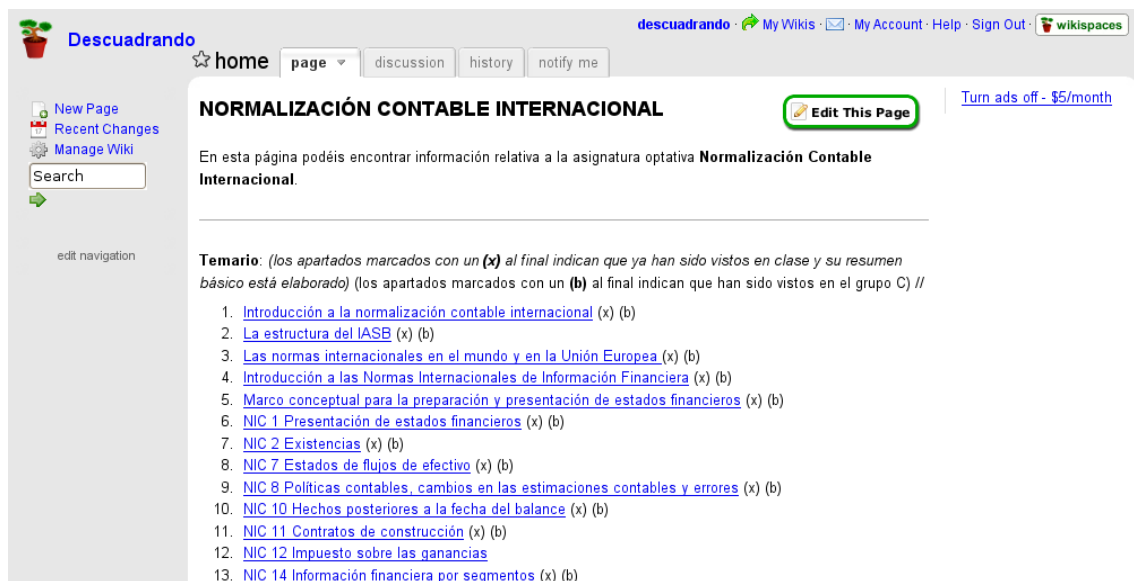 Descuadrando
descuadrando · My Wikis · · My Account · Help · Sign Out · wikispaces
home page discussion history notify me
New Page
Recent Changes
Manage Wiki
Search
edit navigation
NORMALIZACIÓN CONTABLE INTERNACIONAL
Edit This Page
Turn ads off - $5/month
En esta página podéis encontrar información relativa a la asignatura optativa Normalización Contable
Internacional.
Temario: (los apartados marcados con un (x) al final indican que ya han sido vistos en clase y su resumen
básico está elaborado) (los apartados marcados con un (b) al final indican que han sido vistos en el grupo C) //
1. Introducción a la normalización contable internacional (x) (b)
2. La estructura del IASB (x) (b)
3. Las normas internacionales en el mundo y en la Unión Europea (x) (b)
4. Introducción a las Normas Internacionales de Información Financiera (x) (b)
5. Marco conceptual para la preparación y presentación de estados financieros (x) (b)
6. NIC 1 Presentación de estados financieros (x) (b)
7. NIC 2 Existencias (x) (b)
8. NIC 7 Estados de flujos de efectivo (x) (b)
9. NIC 8 Políticas contables, cambios en las estimaciones contables y errores (x) (b)
10. NIC 10 Hechos posteriores a la fecha del balance (x) (b)
11. NIC 11 Contratos de construcción (x) (b)
12. NIC 12 Impuesto sobre las ganancias
13. NIC 14 Información financiera por segmentos (x) (b)